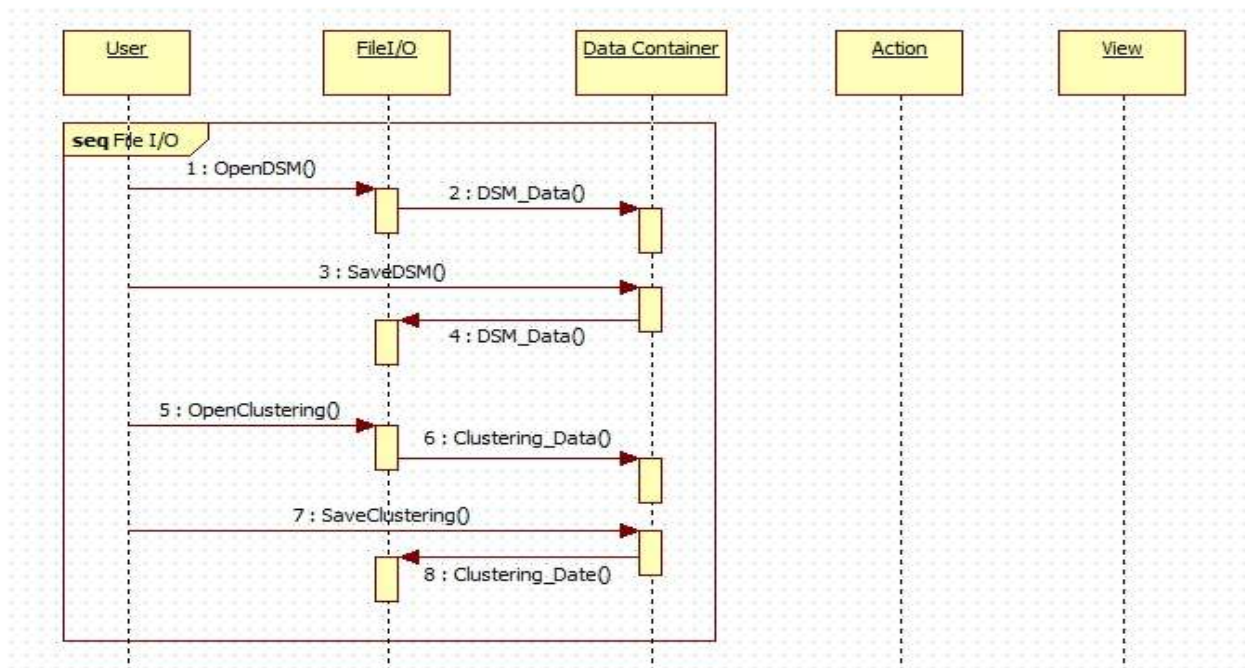 User
FileI/O
Data Container
Action
View
seq File I/O
1 : OpenDSM()
2 : DSM_Data()
3 : SaveDSM()
4 : DSM_Data()
5 : OpenClustering()
6 : Clustering_Data()
7 : SaveClustering()
8 : Clustering_Date()